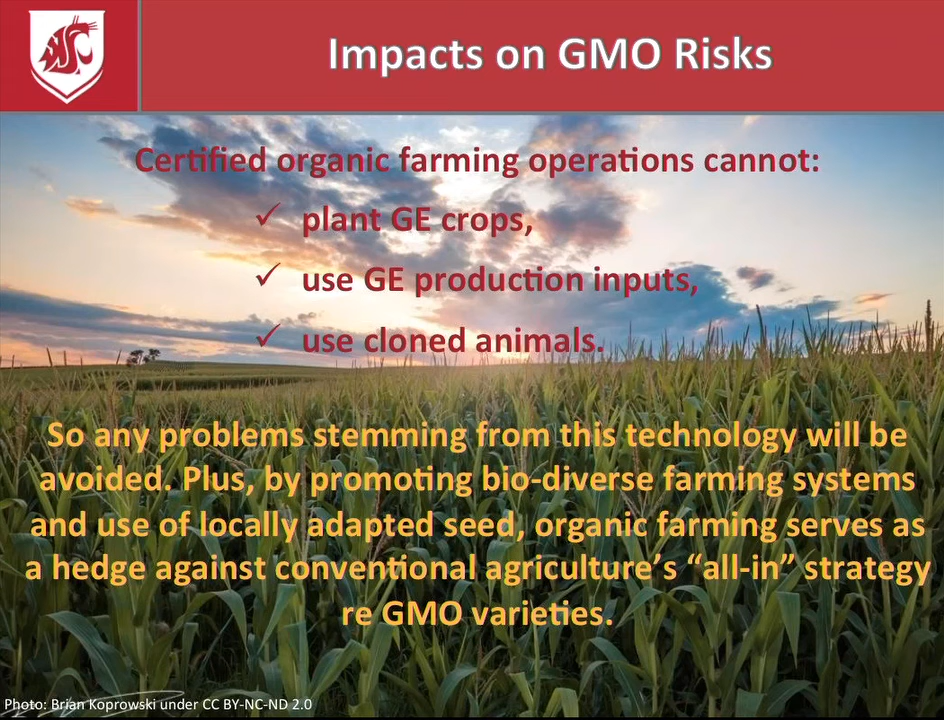 Impacts on GMO Risks
Certified organic farming operations cannot:
✓ plant GE crops,
✓ use GE production inputs,
✓ use cloned animals.
So any problems stemming from this technology will be
avoided. Plus, by promoting bio-diverse farming systems
and use of locally adapted seed, organic farming serves as
a hedge against conventional agriculture's “all-in” strategy
re GMO varieties.
Photo: Brian Koprowski under CC BY-NC-ND 2.0